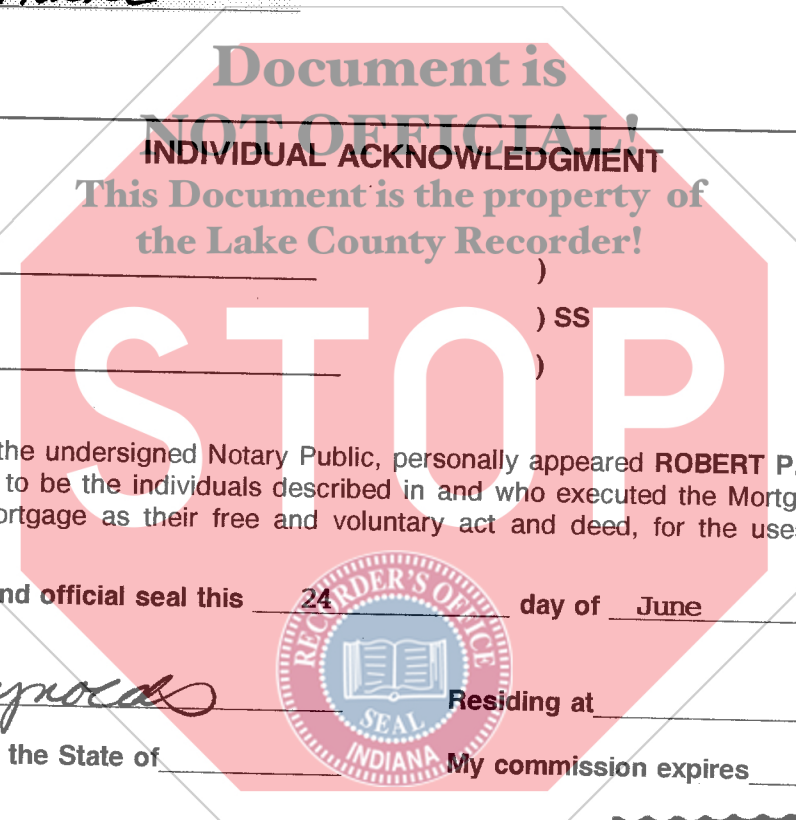 Document is
NOT OFFICIAL!
INDIVIDUAL ACKNOWLEDGMENT
This Document is the property of
the Lake County Recorder!
)
) SS
)
STOP
the undersigned Notary Public, personally appeared ROBERT P.
to be the individuals described in and who executed the Mortg
ortgage as their free and voluntary act and deed, for the use
nd official seal this 24 day of June
RECORDER'S OFFICE
SEAL
INDIANA
ynolds
Residing at
the State of
My commission expires